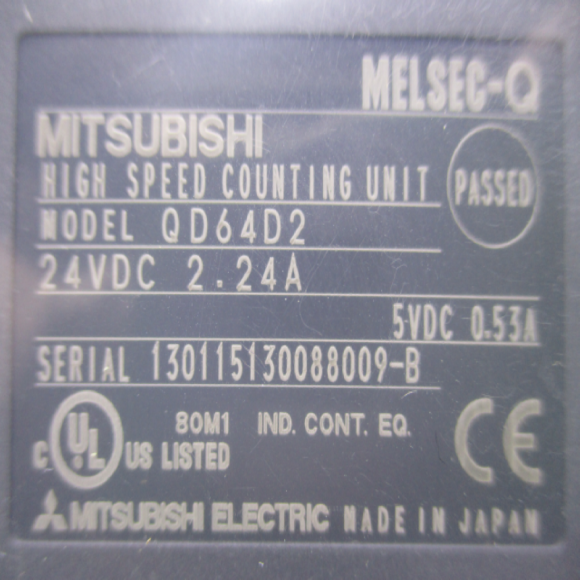 MELSEC-Q
MITSUBISHI
HIGH SPEED COUNTING UNIT
PASSED
MODEL QD64D2
24VDC 2.24A
5VDC 0.53A
SERIAL 130115130088009-B
C UL US LISTED
80M1 IND. CONT. EQ.
CE
MITSUBISHI ELECTRIC MADE IN JAPAN